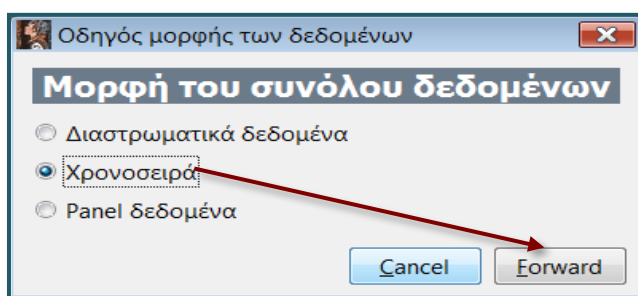 Οδηγός μορφής των δεδομένων
Μορφή του συνόλου δεδομένων
Διαστρωματικά δεδομένα
Χρονοσειρά
Panel δεδομένα
Cancel Forward